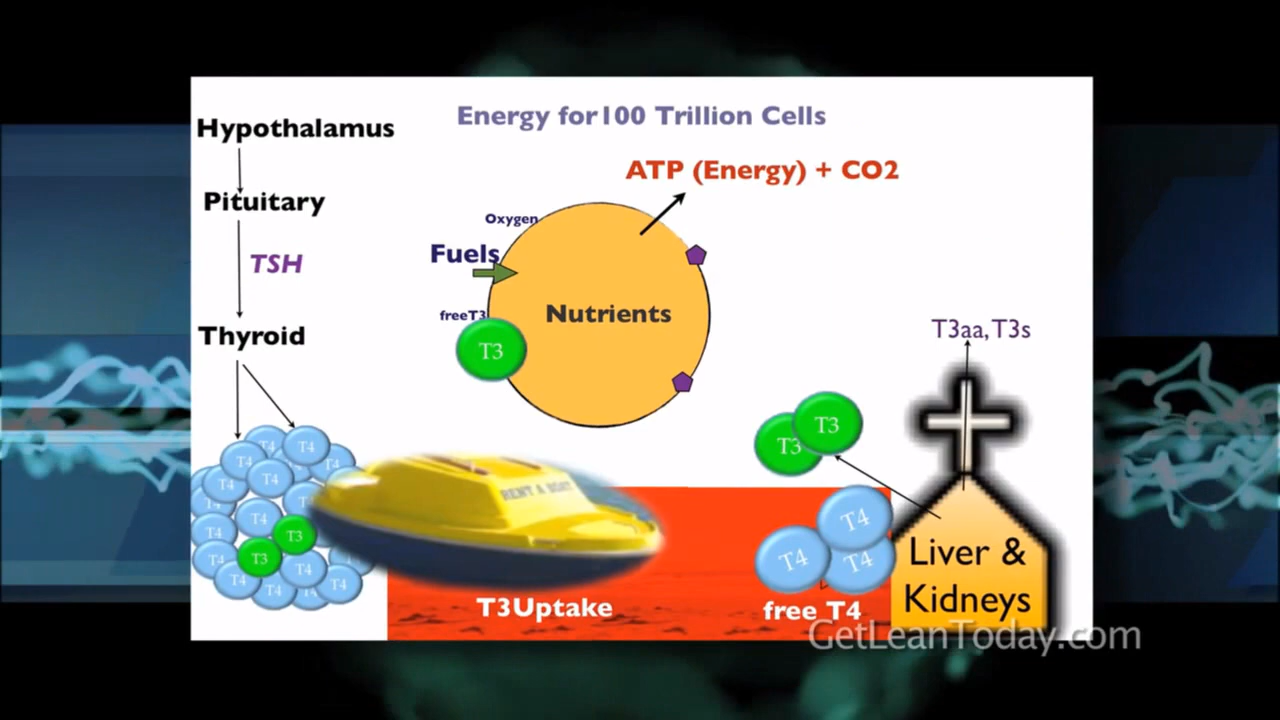 Energy for100 Trillion Cells
Hypothalamus
ATP (Energy) + CO2
Pituitary
Oxygen
Fuels
TSH
freeT3
Nutrients
Thyroid
T3
T3aa,T3s
T3
T3
T4
T4
T4
T4
T4
T4
T4
T4
T4
T3
T3
T4
T4
T4
T4
T4
RENT A BOAT
T4
T4
T4
Liver &
Kidneys
T3Uptake
free T4
GetLeanToday.com